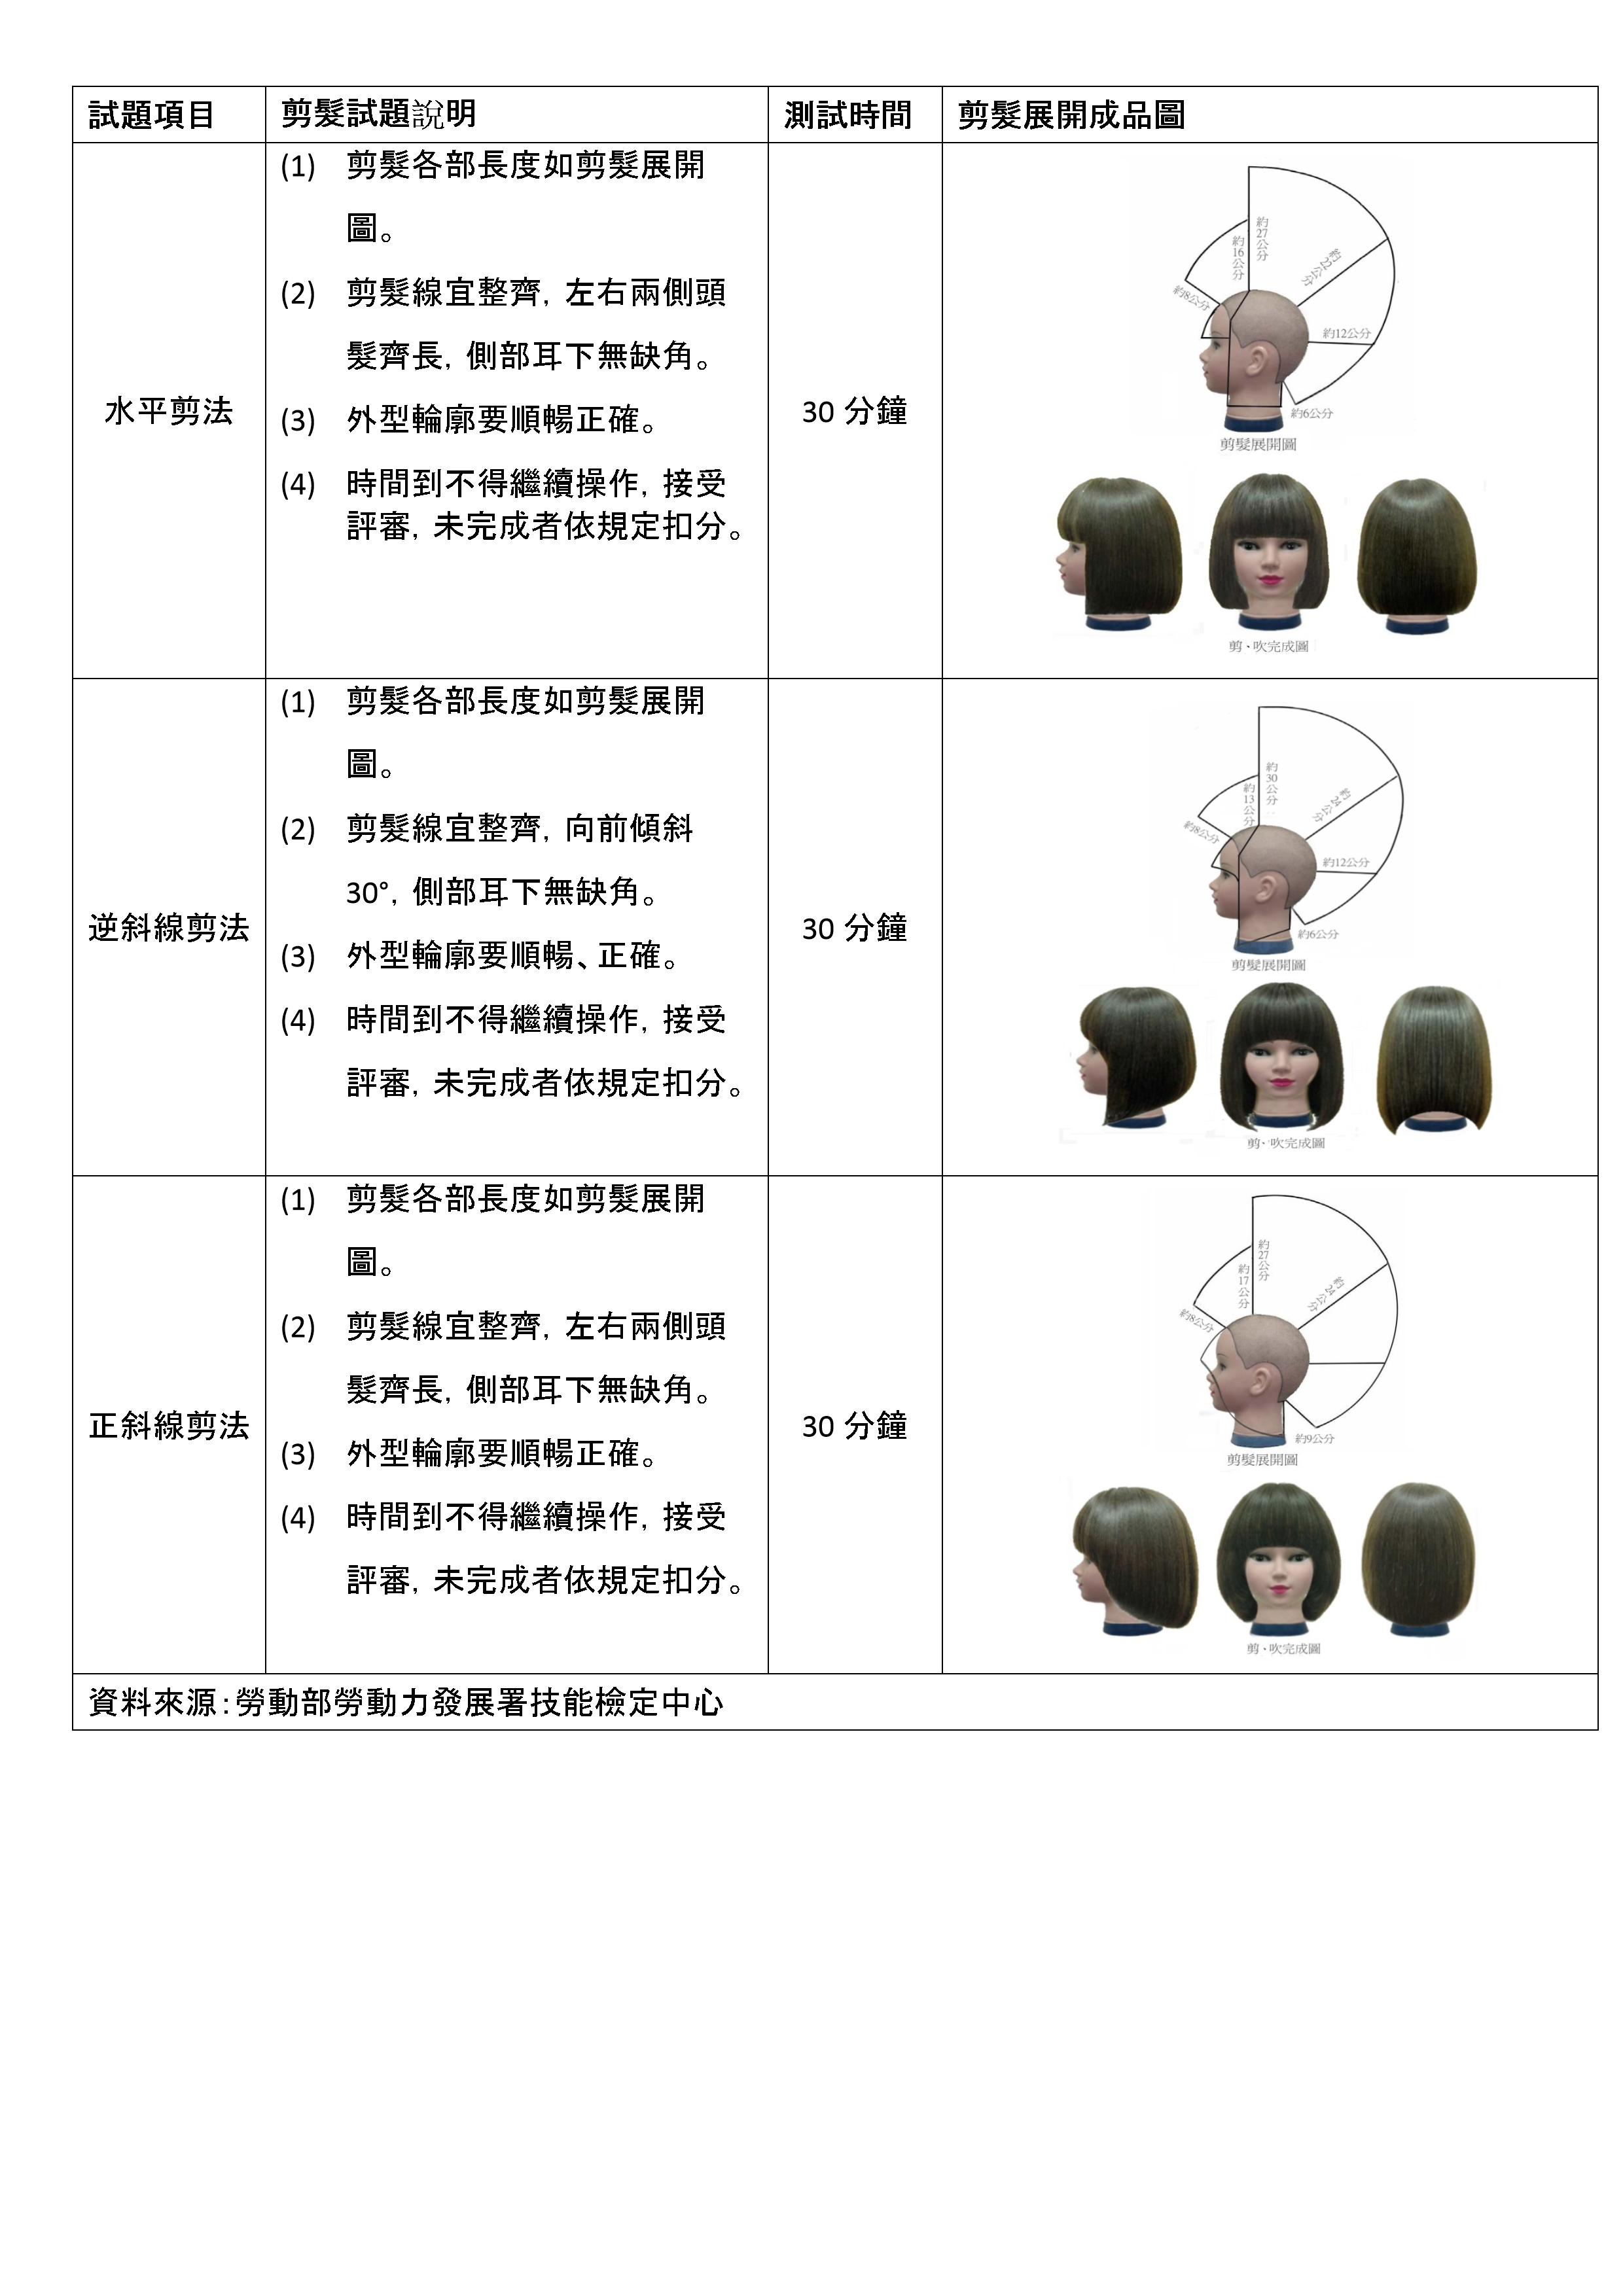 試題項目
剪髮試題說明
測試時間
剪髮展開成品圖
水平剪法
(1) 剪髮各部長度如剪髮展開
圖。
(2) 剪髮線宜整齊，左右兩側頭
髮齊長，側部耳下無缺角。
(3) 外型輪廓要順暢正確。
(4) 時間到不得繼續操作，接受
評審，未完成者依規定扣分。
30 分鐘
約27公分
約16公分
約22公分
約8公分
約12公分
約6公分
剪髮展開圖
剪、吹完成圖
逆斜線剪法
(1) 剪髮各部長度如剪髮展開
圖。
(2) 剪髮線宜整齊，向前傾斜
30°，側部耳下無缺角。
(3) 外型輪廓要順暢、正確。
(4) 時間到不得繼續操作，接受
評審，未完成者依規定扣分。
30 分鐘
約30公分
約13公分
約24公分
約8公分
約12公分
約6公分
剪髮展開圖
剪、吹完成圖
正斜線剪法
(1) 剪髮各部長度如剪髮展開
圖。
(2) 剪髮線宜整齊，左右兩側頭
髮齊長，側部耳下無缺角。
(3) 外型輪廓要順暢正確。
(4) 時間到不得繼續操作，接受
評審，未完成者依規定扣分。
30 分鐘
約27公分
約17公分
約24公分
約8公分
約9公分
剪髮展開圖
剪、吹完成圖
資料來源：勞動部勞動力發展署技能檢定中心